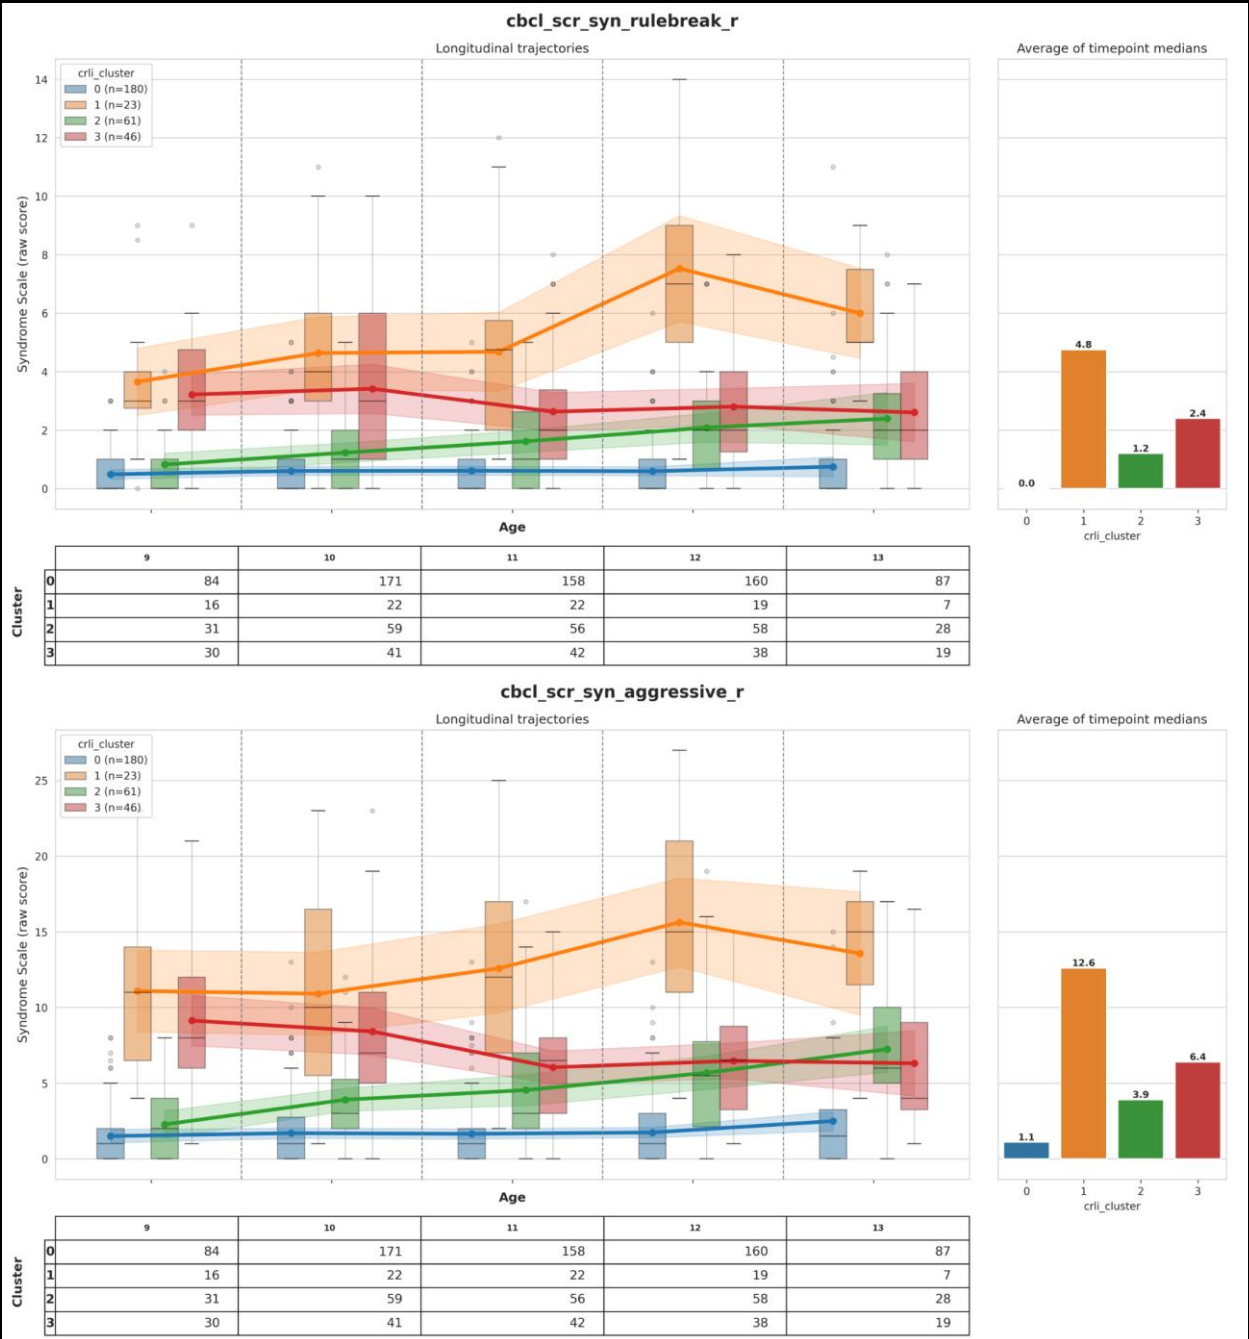 cbcl_scr_syn_rulebreak_r
Longitudinal trajectories
Average of timepoint medians
crli_cluster
0 (n=180)
1 (n=23)
2 (n=61)
3 (n=46)
Syndrome Scale (raw score)
14
12
10
8
6
4
2
0
4.8
2.4
1.2
0.0
0 1 2 3
crli_cluster
Age
Cluster
9 10 11 12 13
0 84 171 158 160 87
1 16 22 22 19 7
2 31 59 56 58 28
3 30 41 42 38 19
cbcl_scr_syn_aggressive_r
Longitudinal trajectories
Average of timepoint medians
crli_cluster
0 (n=180)
1 (n=23)
2 (n=61)
3 (n=46)
Syndrome Scale (raw score)
25
20
15
10
5
0
12.6
6.4
3.9
1.1
0 1 2 3
crli_cluster
Age
Cluster
9 10 11 12 13
0 84 171 158 160 87
1 16 22 22 19 7
2 31 59 56 58 28
3 30 41 42 38 19